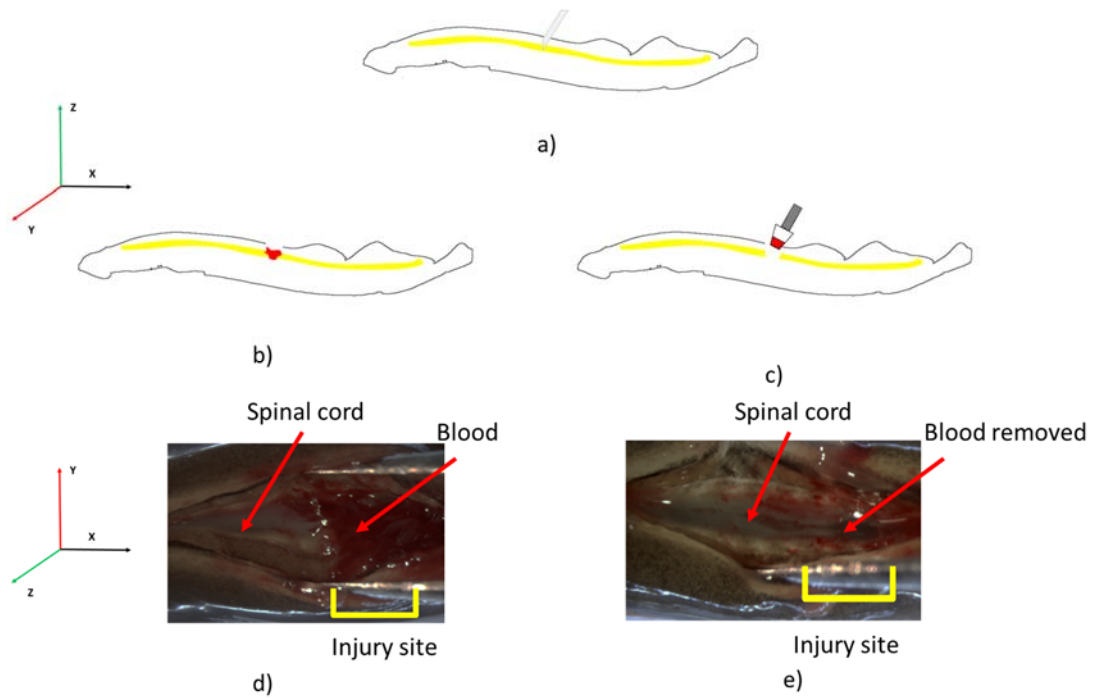 a)
Z
X
Y
b)
c)
Spinal cord
Blood
Spinal cord
Blood removed
Y
X
Z
Injury site
Injury site
d)
e)